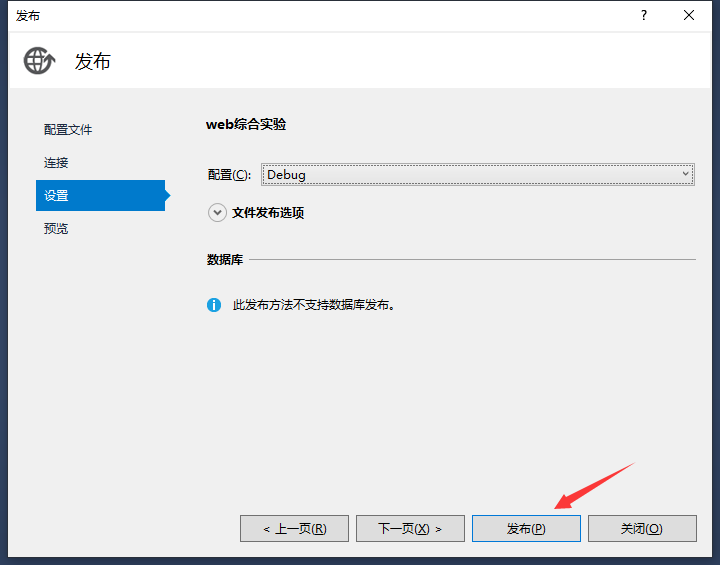 发布
?
发布
配置文件
连接
设置
预览
web综合实验
配置(C): Debug
文件发布选项
数据库
此发布方法不支持数据库发布。
< 上一页(R) 下一页(X) > 发布(P) 关闭(O)